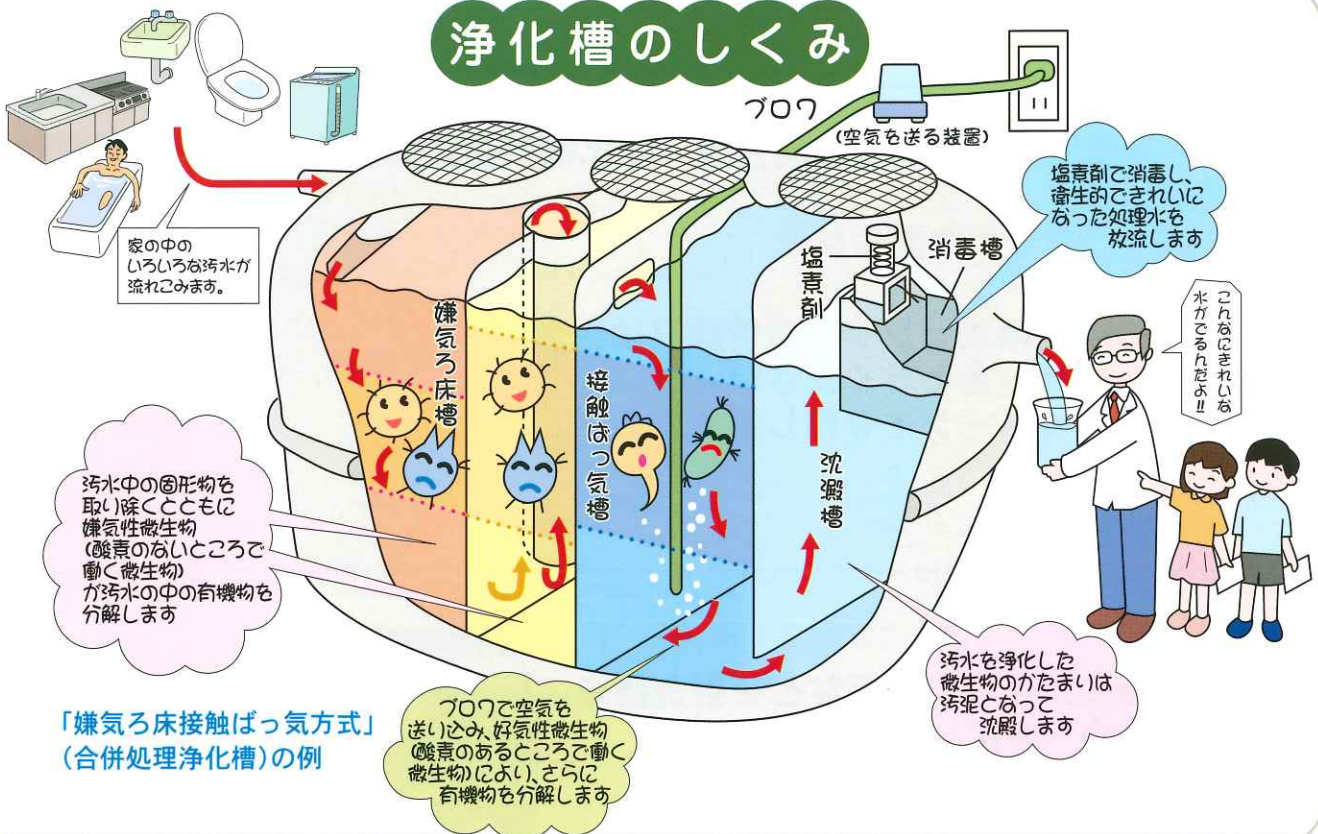 浄化槽のしくみ
ブロワ
(空気を送る装置)
家の中の
いろいろな汚水が
流れこみます。
塩素剤で消毒し、
衛生的できれいに
なった処理水を
放流します
塩素剤
消毒槽
こんなにきれいな
水がでるんだよ!!
嫌気ろ床槽
接触ばっ気槽
沈澱槽
汚水中の固形物を
取り除くとともに
嫌気性微生物
(酸素のないところで
働く微生物)
が汚水の中の有機物を
分解します
ブロワで空気を
送り込み、好気性微生物
(酸素のあるところで働く
微生物)により、さらに
有機物を分解します
汚水を浄化した
微生物のかたまりは
汚泥となって
沈殿します
「嫌気ろ床接触ばっ気方式」
(合併処理浄化槽)の例